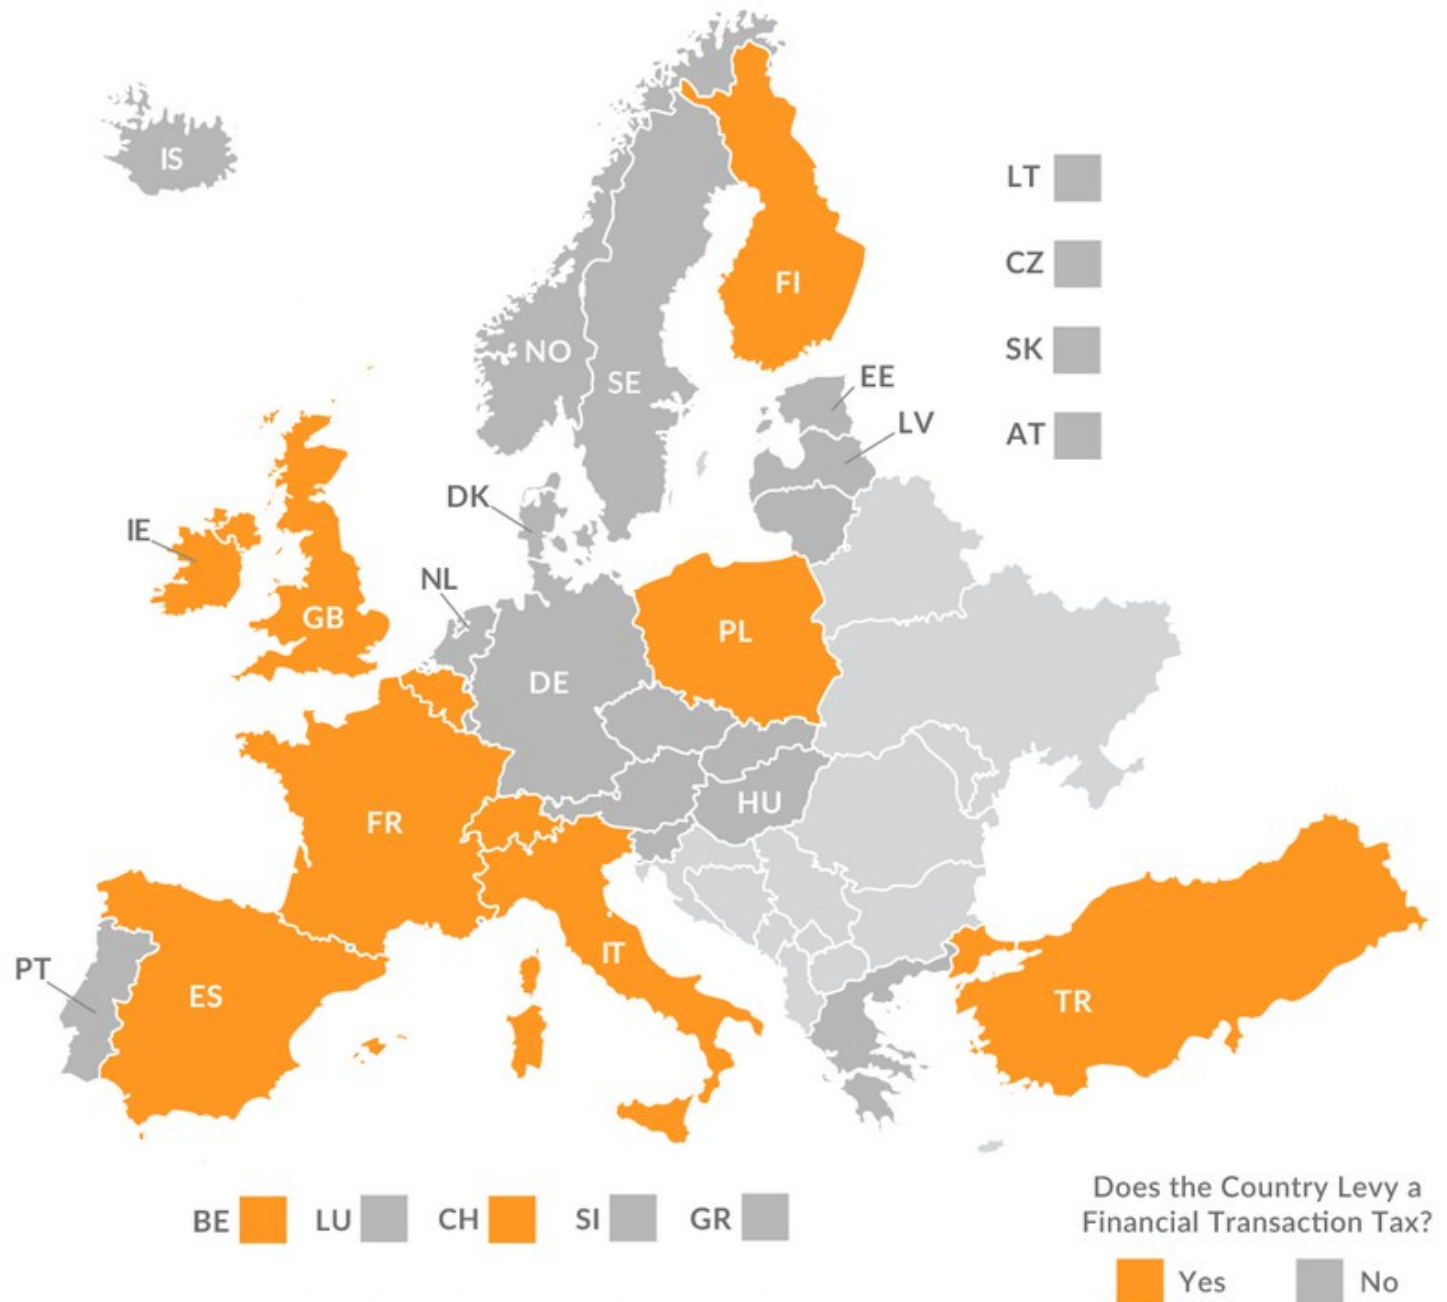 IS
LT
CZ
FI
SK
NO
EE
SE
LV
AT
DK
IE
NL
GB
PL
DE
HU
FR
IT
PT
ES
TR
BE LU CH SI GR
Does the Country Levy a
Financial Transaction Tax?
Yes No